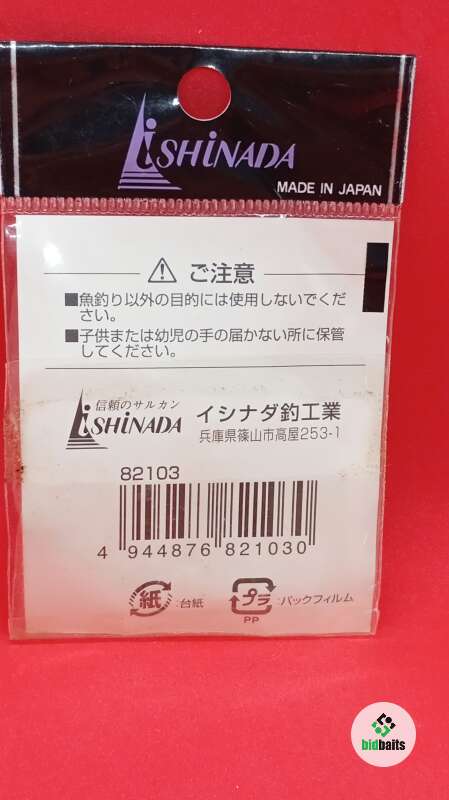 ISHINADA
MADE IN JAPAN
⚠ ご注意
■魚釣り以外の目的には使用しないでくだ
さい。
■子供または幼児の手の届かない所に保管
してください。
信頼のサルカン
ISHINADA
イシナダ釣工業
兵庫県篠山市高屋253-1
82103
4 944876 821030
紙 :台紙
プラ :パックフィルム
PP
bidbaits